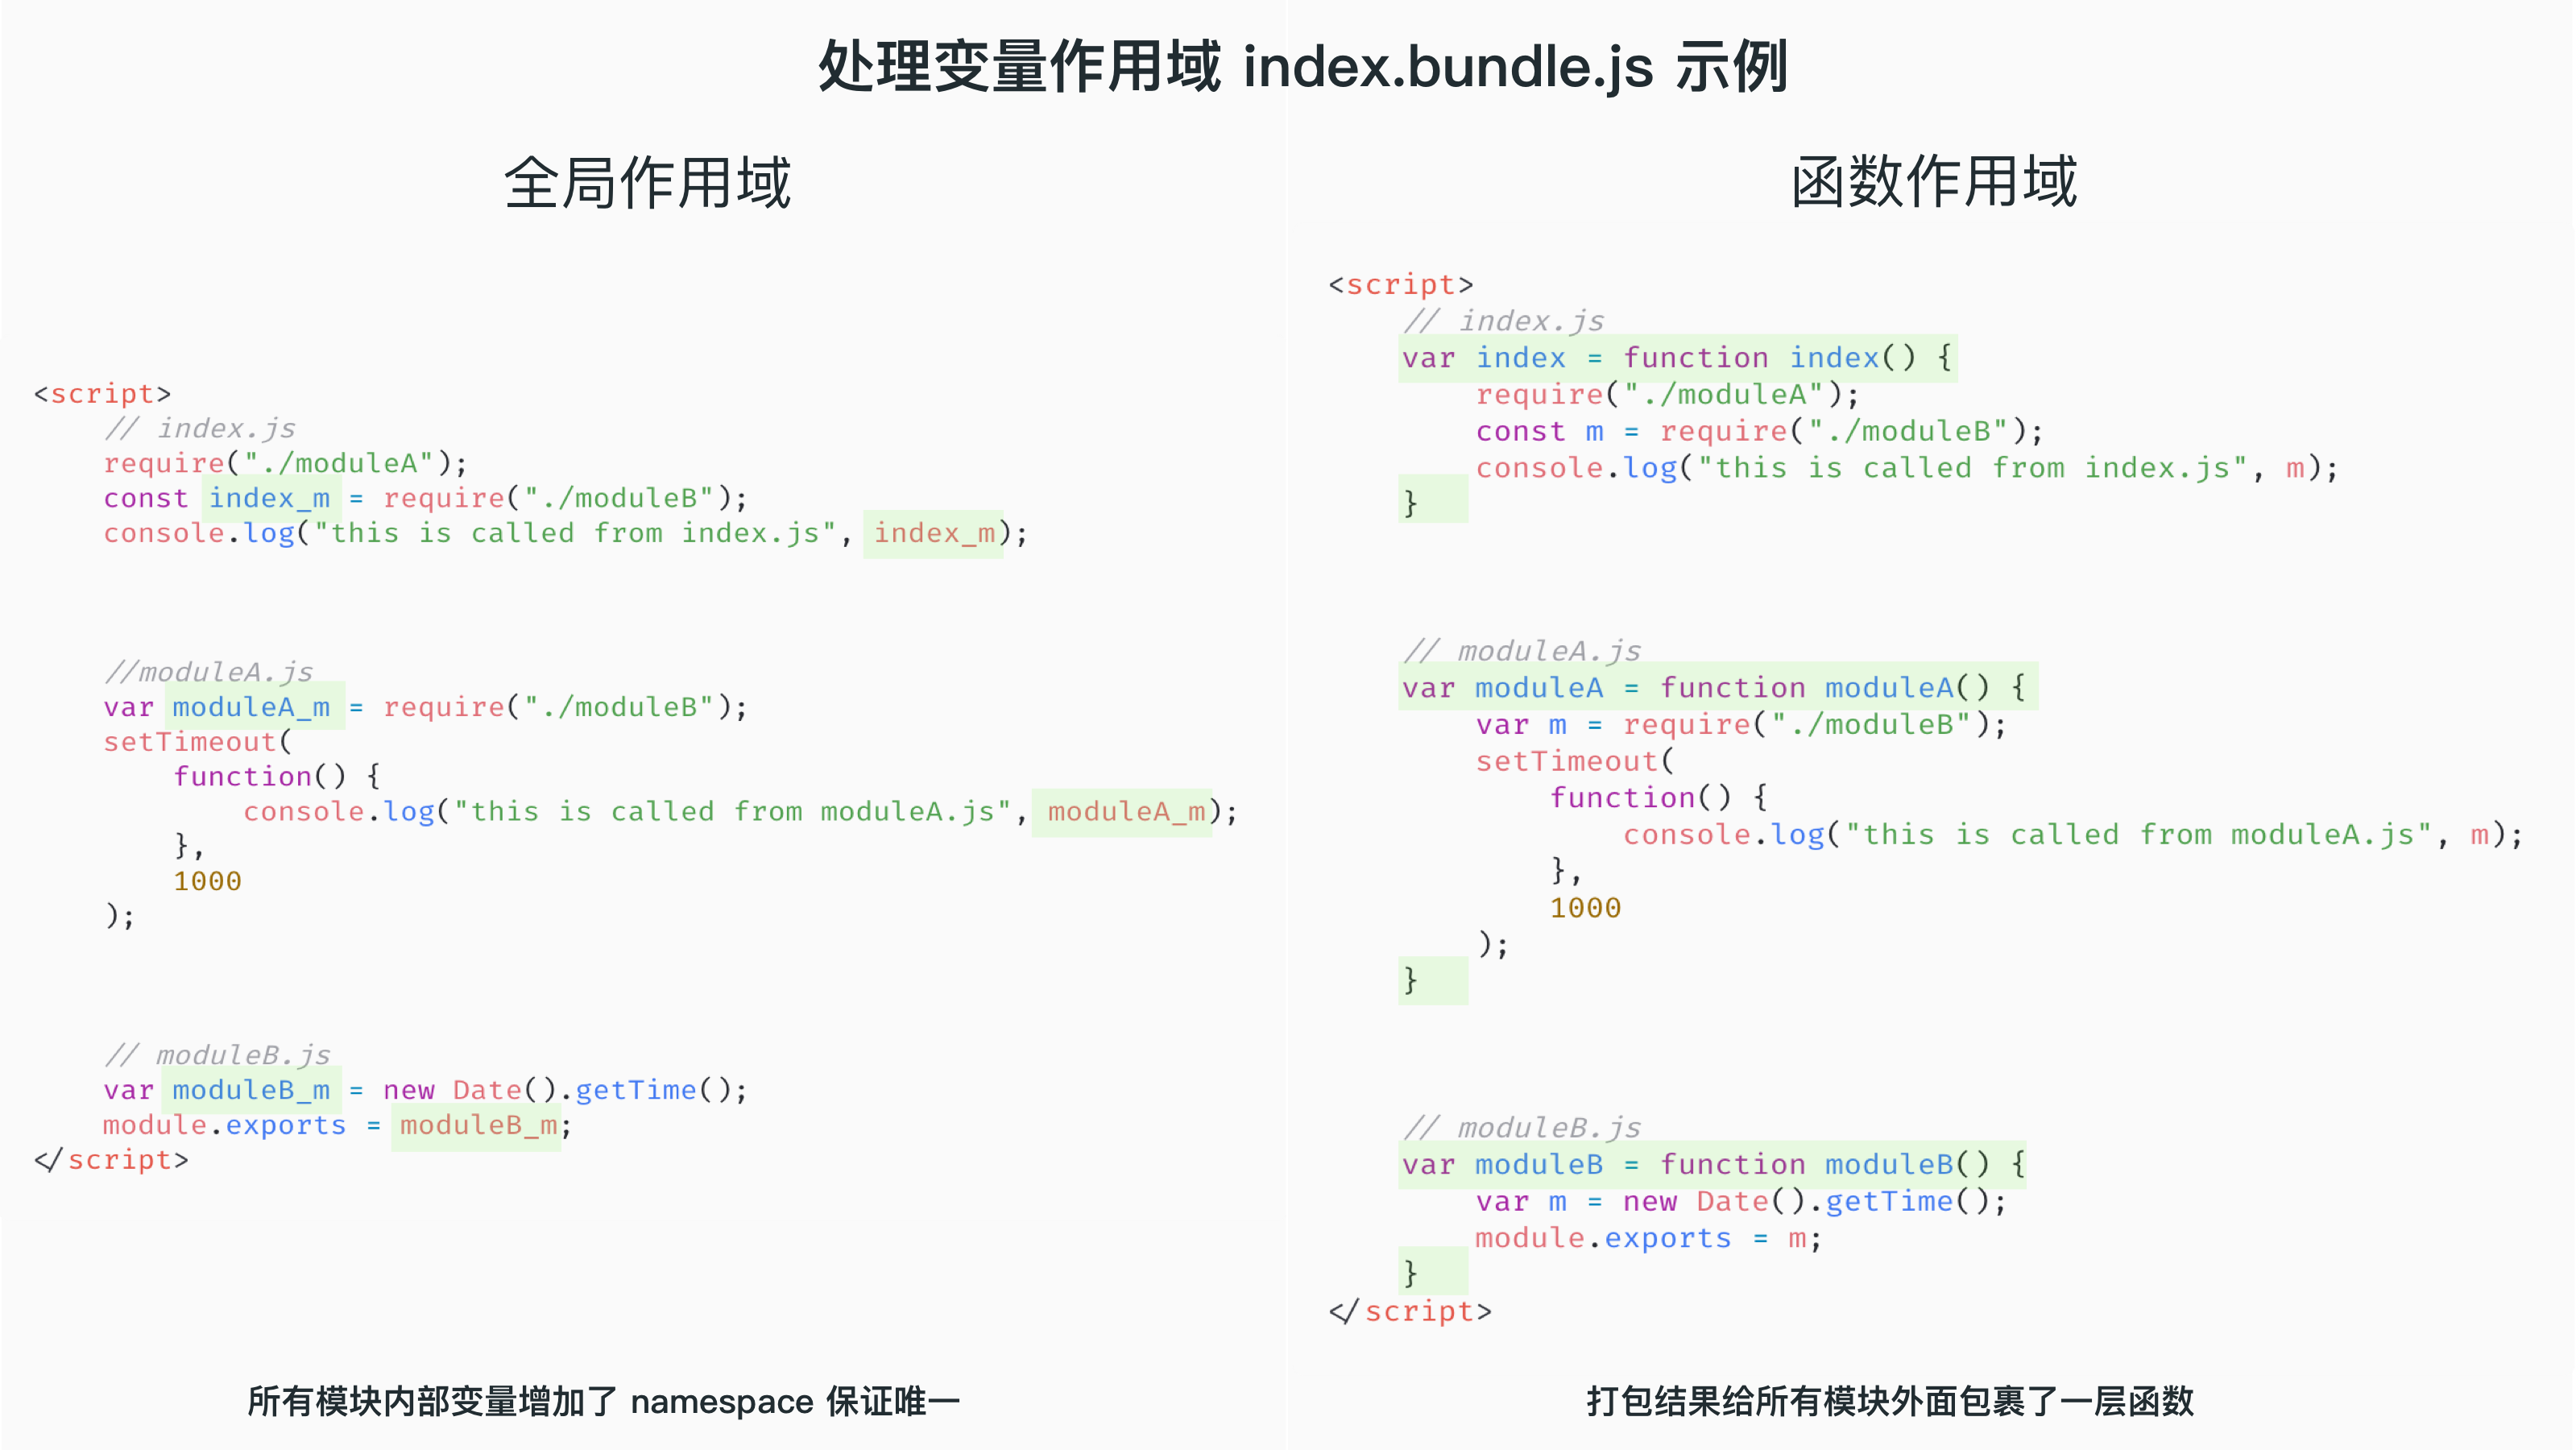 处理变量作用域 index.bundle.js 示例
全局作用域
<script>
// index.js
require("./moduleA");
const index_m = require("./moduleB");
console.log("this is called from index.js", index_m);
//moduleA.js
var moduleA_m = require("./moduleB");
setTimeout(
function() {
console.log("this is called from moduleA.js", moduleA_m);
},
1000
);
// moduleB.js
var moduleB_m = new Date().getTime();
module.exports = moduleB_m;
</script>
所有模块内部变量增加了 namespace 保证唯一
函数作用域
<script>
// index.js
var index = function index() {
require("./moduleA");
const m = require("./moduleB");
console.log("this is called from index.js", m);
}
// moduleA.js
var moduleA = function moduleA() {
var m = require("./moduleB");
setTimeout(
function() {
console.log("this is called from moduleA.js", m);
},
1000
);
}
// moduleB.js
var moduleB = function moduleB() {
var m = new Date().getTime();
module.exports = m;
}
</script>
打包结果给所有模块外面包裹了一层函数